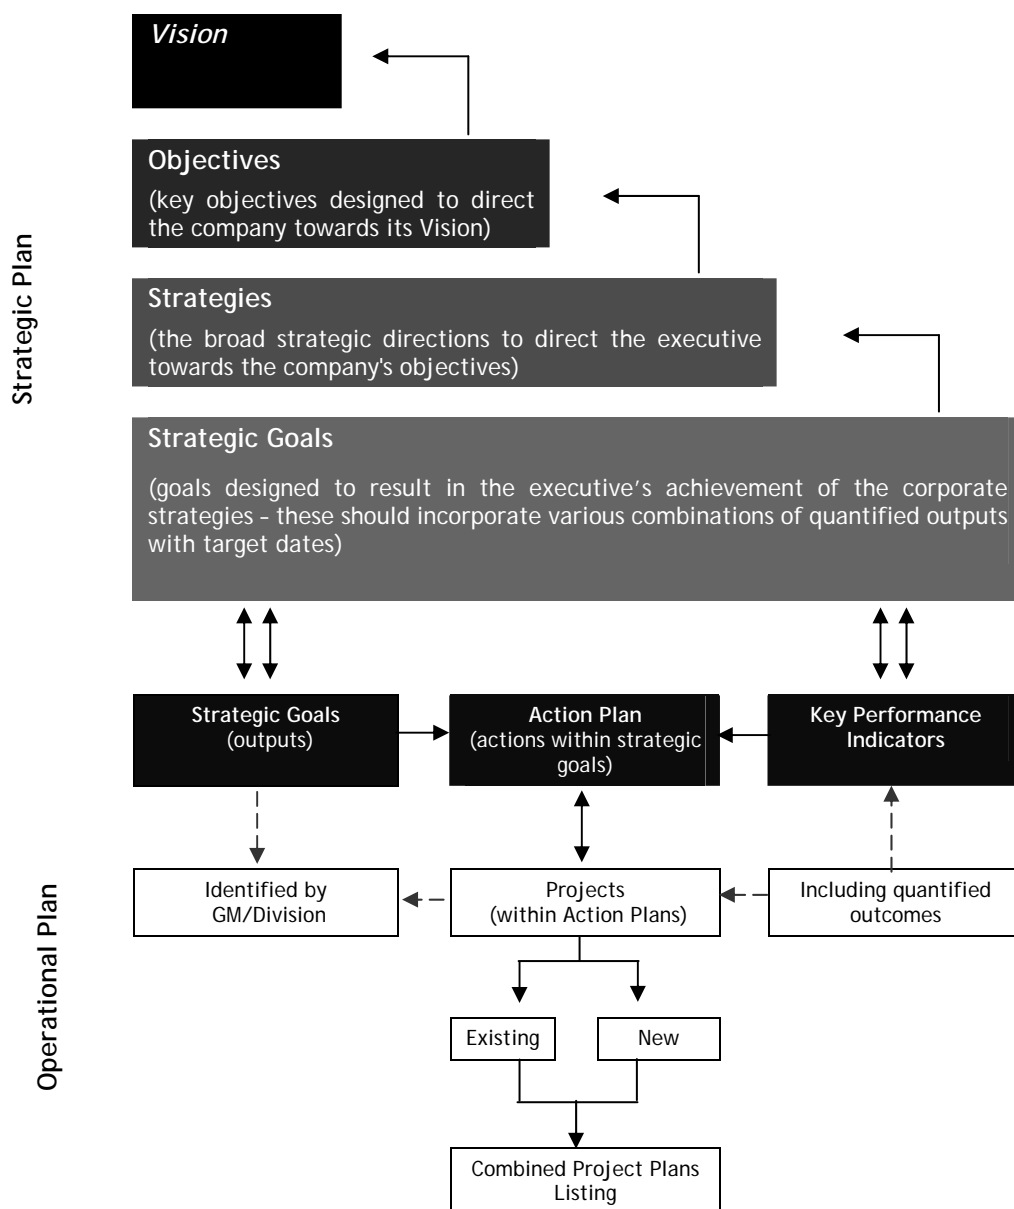 Vision
Objectives
(key objectives designed to direct
the company towards its Vision)
Strategic Plan
Strategies
(the broad strategic directions to direct the executive
towards the company's objectives)
Strategic Goals
(goals designed to result in the executive’s achievement of the corporate
strategies – these should incorporate various combinations of quantified outputs
with target dates)
Strategic Goals
(outputs)
Action Plan
(actions within strategic
goals)
Key Performance
Indicators
Operational Plan
Identified by
GM/Division
Projects
(within Action Plans)
Including quantified
outcomes
Existing
New
Combined Project Plans
Listing